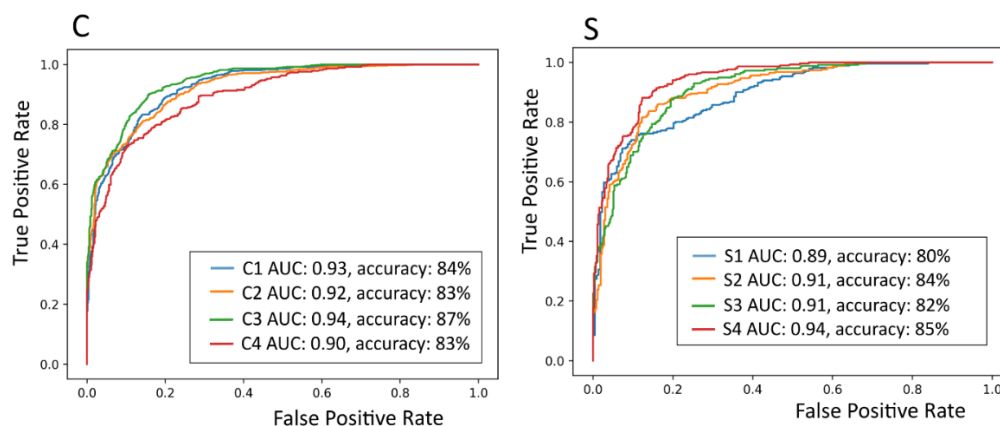 C
True Positive Rate
1.0
0.8
0.6
0.4
0.2
0.0
C1 AUC: 0.93, accuracy: 84%
C2 AUC: 0.92, accuracy: 83%
C3 AUC: 0.94, accuracy: 87%
C4 AUC: 0.90, accuracy: 83%
0.0 0.2 0.4 0.6 0.8 1.0
False Positive Rate
S
True Positive Rate
1.0
0.8
0.6
0.4
0.2
0.0
S1 AUC: 0.89, accuracy: 80%
S2 AUC: 0.91, accuracy: 84%
S3 AUC: 0.91, accuracy: 82%
S4 AUC: 0.94, accuracy: 85%
0.0 0.2 0.4 0.6 0.8 1.0
False Positive Rate